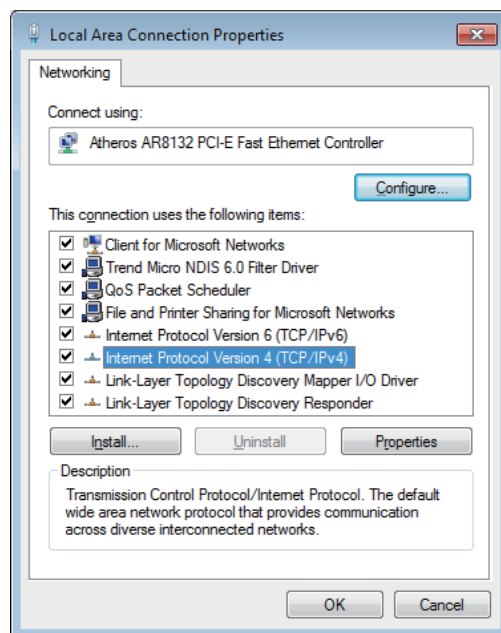 Local Area Connection Properties
Networking
Connect using:
Atheros AR8132 PCI-E Fast Ethernet Controller
Configure...
This connection uses the following items:
Client for Microsoft Networks
Trend Micro NDIS 6.0 Filter Driver
QoS Packet Scheduler
File and Printer Sharing for Microsoft Networks
Internet Protocol Version 6 (TCP/IPv6)
Internet Protocol Version 4 (TCP/IPv4)
Link-Layer Topology Discovery Mapper I/O Driver
Link-Layer Topology Discovery Responder
Install... Uninstall Properties
Description
Transmission Control Protocol/Internet Protocol. The default
wide area network protocol that provides communication
across diverse interconnected networks.
OK Cancel